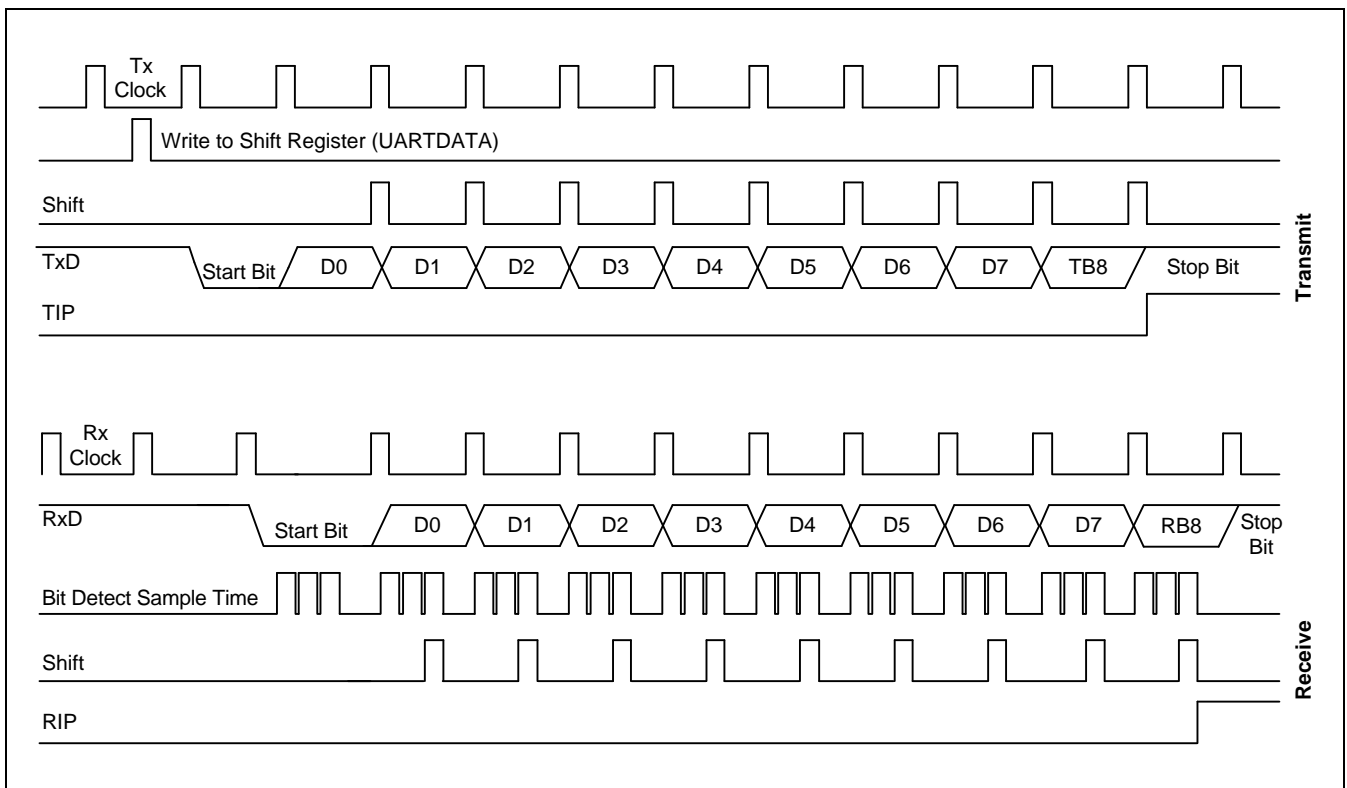 Tx
Clock
Write to Shift Register (UARTDATA)
Shift
TxD
Start Bit D0 D1 D2 D3 D4 D5 D6 D7 TB8 Stop Bit
TIP
Transmit
Rx
Clock
RxD
Start Bit D0 D1 D2 D3 D4 D5 D6 D7 RB8 Stop
Bit
Bit Detect Sample Time
Shift
RIP
Receive